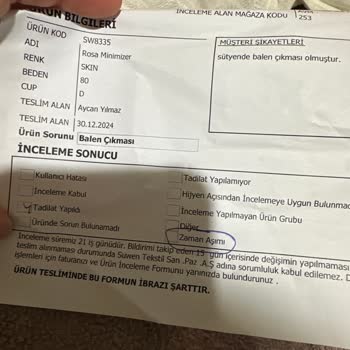 ÜRÜN BİLGİLERİ
İNCELEME ALAN MAĞAZA KODU
253
ÜRÜN KOD
SW8335
ADI
Rosa Minimizer
RENK
SKIN
BEDEN
80
CUP
D
TESLİM ALAN
Aycan Yılmaz
TESLİM ALAN
30.12.2024
Ürün Sorunu
Balen Çıkması
MÜŞTERİ ŞİKAYETLERİ
sütyende balen çıkması olmuştur.
İNCELEME SONUCU
Kullanıcı Hatası
Tadilat Yapılamıyor
İnceleme Kabul
Hijyen Açısından İncelemeye Uygun Bulunmad
Tadilat Yapıldı
İnceleme Yapılmayan Ürün Grubu
Üründe Sorun Bulunamadı
Diğer
Zaman Aşımı
İnceleme süremiz 21 iş günüdür. Bildirimi takip eden 15 gün içerisinde değişimin yapılmaması
teslim alınmaması durumunda Suwen Tekstil San .Paz .A.Ş adına sorumluluk kabul edilemez. D
işlemleri için faturanızı ve Ürün İnceleme Formunu yanınızda bulundurunuz .
ÜRÜN TESLİMİNDE BU FORMUN İBRAZI ŞARTTIR.